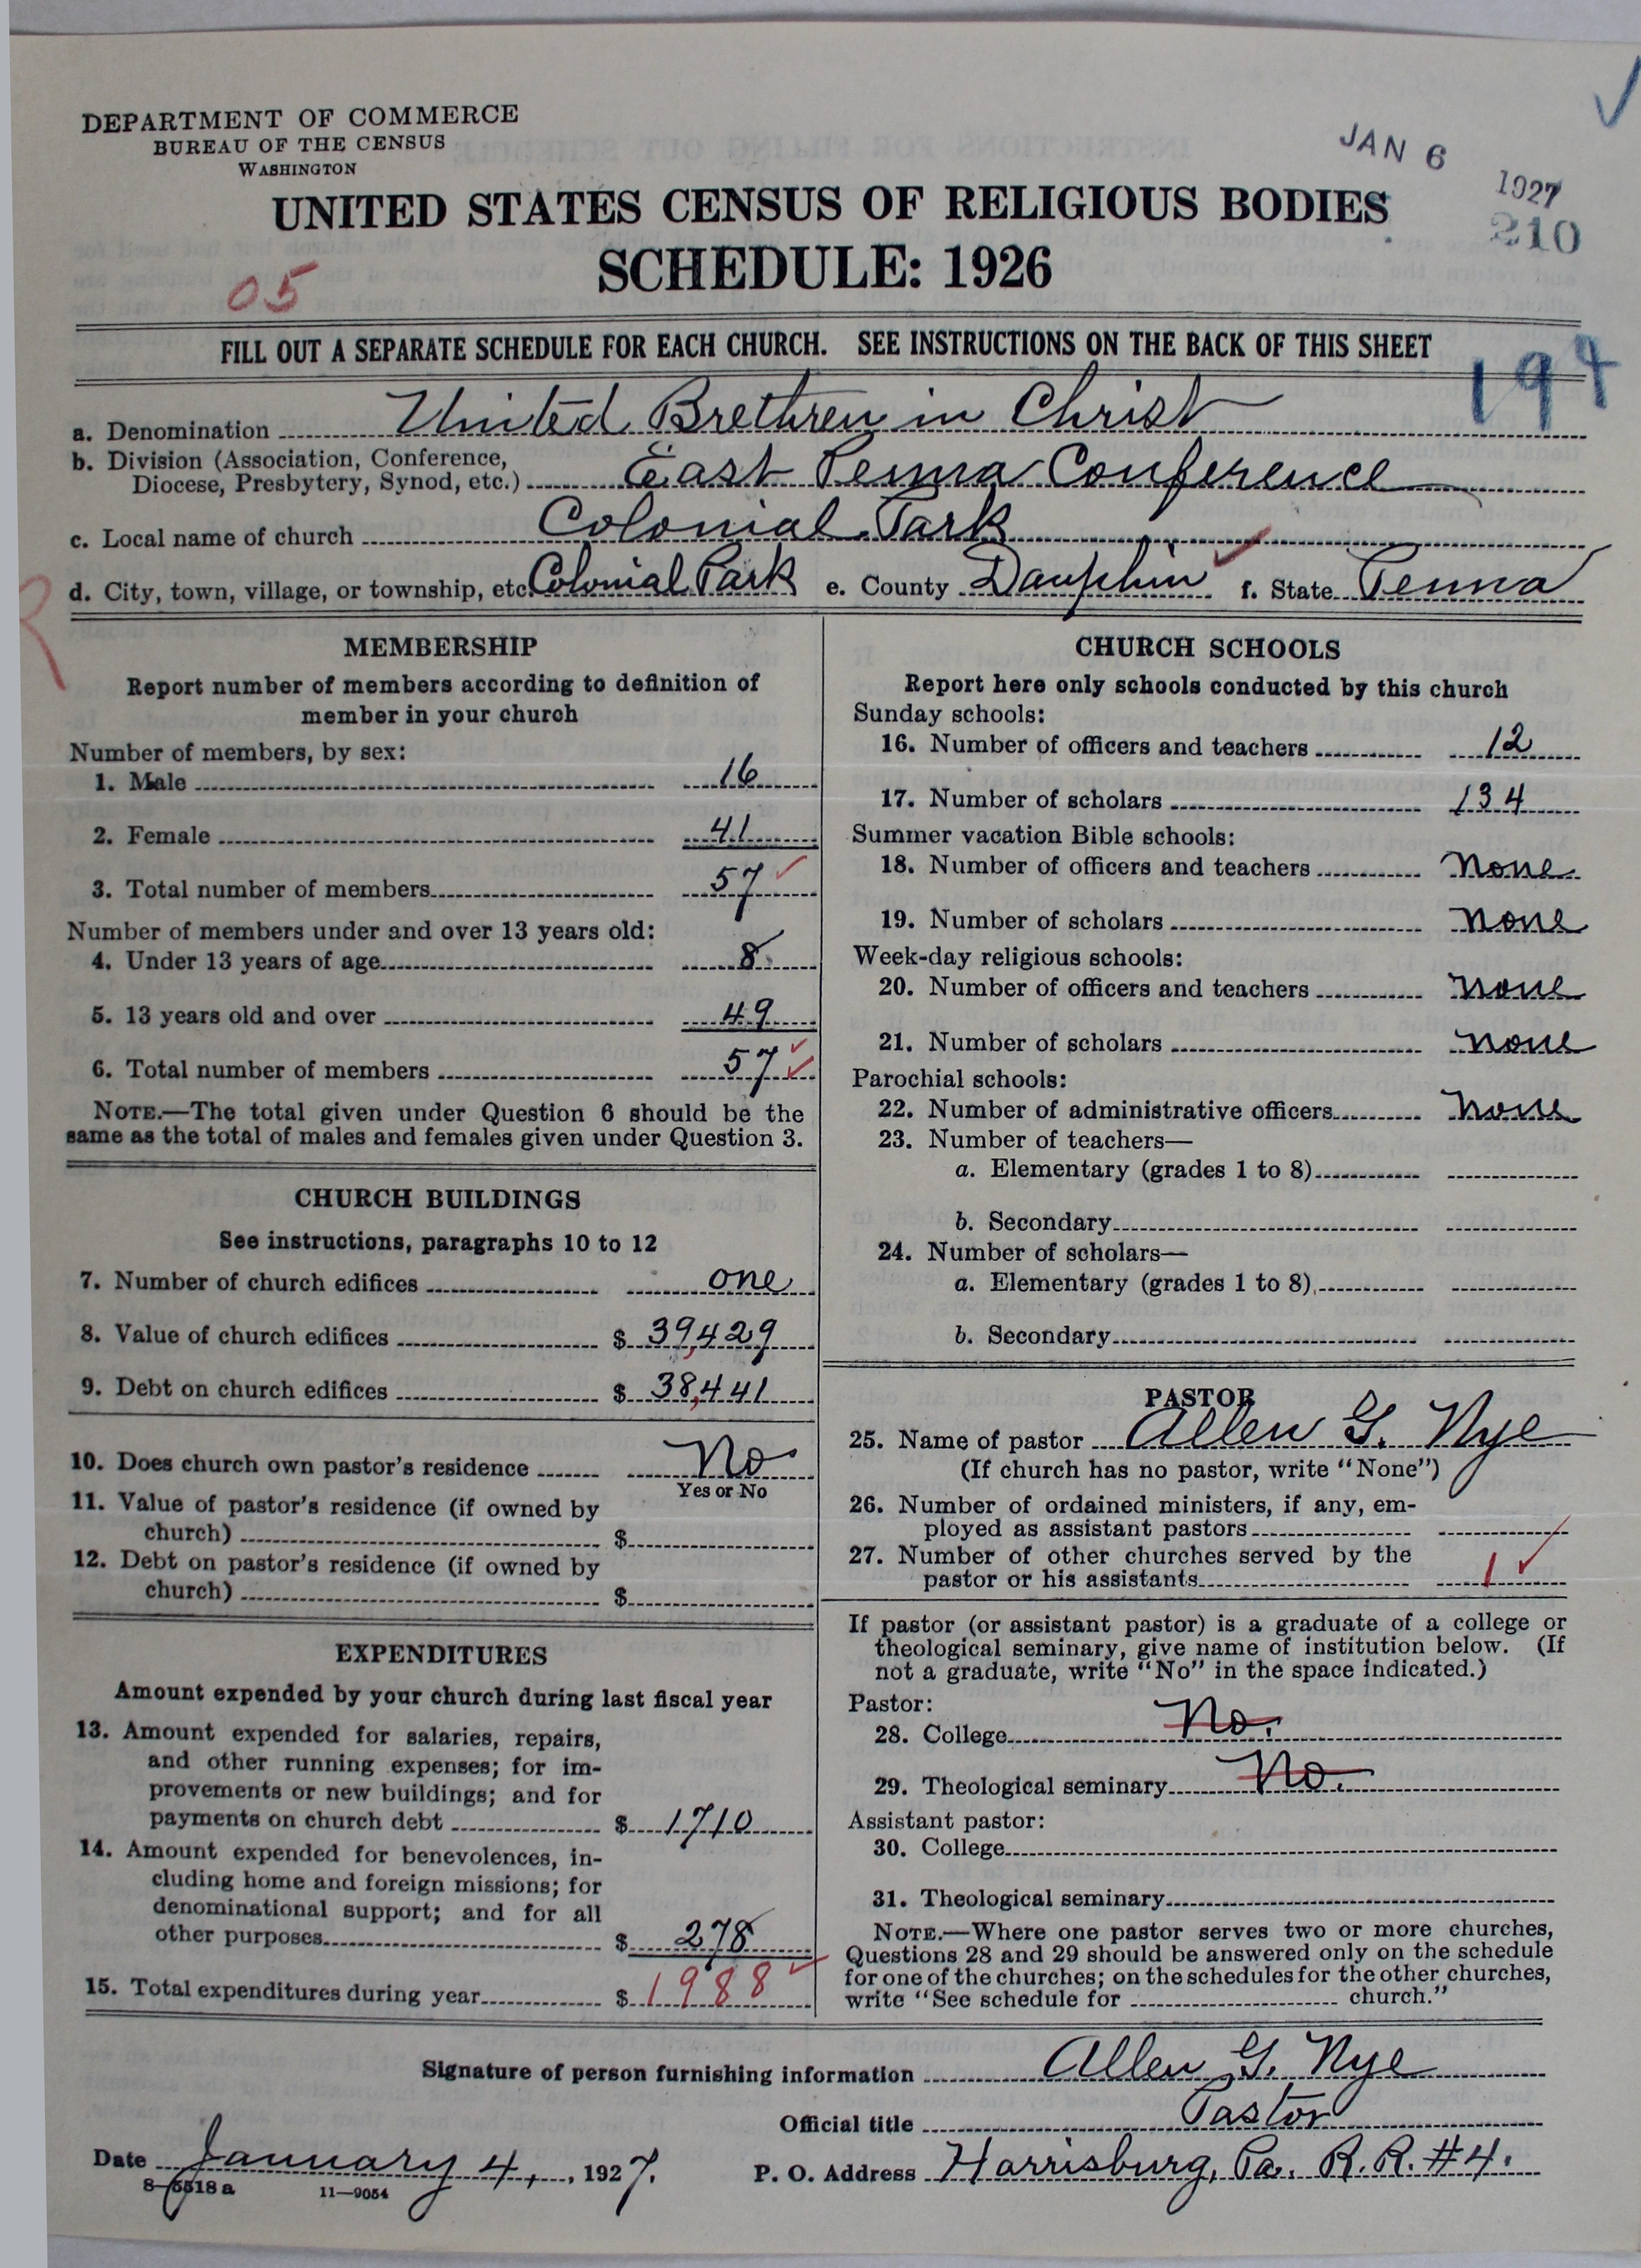 DEPARTMENT OF COMMERCE
BUREAU OF THE CENSUS
WASHINGTON
JAN 6 1927
210
UNITED STATES CENSUS OF RELIGIOUS BODIES
SCHEDULE: 1926
05
FILL OUT A SEPARATE SCHEDULE FOR EACH CHURCH. SEE INSTRUCTIONS ON THE BACK OF THIS SHEET
194
a. Denomination United Brethren in Christ
b. Division (Association, Conference,
Diocese, Presbytery, Synod, etc.) East Penna Conference
c. Local name of church Colonial Park
d. City, town, village, or township, etc. Colonial Park e. County Dauphin f. State Penna
MEMBERSHIP
Report number of members according to definition of
member in your church
Number of members, by sex:
1. Male 16
2. Female 41
3. Total number of members 57
Number of members under and over 13 years old:
4. Under 13 years of age 8
5. 13 years old and over 49
6. Total number of members 57
NOTE.—The total given under Question 6 should be the
same as the total of males and females given under Question 3.
CHURCH BUILDINGS
See instructions, paragraphs 10 to 12
7. Number of church edifices one
8. Value of church edifices $ 39,429
9. Debt on church edifices $ 38,441
10. Does church own pastor's residence No
Yes or No
11. Value of pastor's residence (if owned by
church) $
12. Debt on pastor's residence (if owned by
church) $
EXPENDITURES
Amount expended by your church during last fiscal year
13. Amount expended for salaries, repairs,
and other running expenses; for im-
provements or new buildings; and for
payments on church debt $ 1710
14. Amount expended for benevolences, in-
cluding home and foreign missions; for
denominational support; and for all
other purposes $ 278
15. Total expenditures during year $ 1988
CHURCH SCHOOLS
Report here only schools conducted by this church
Sunday schools:
16. Number of officers and teachers 12
17. Number of scholars 134
Summer vacation Bible schools:
18. Number of officers and teachers None
19. Number of scholars None
Week-day religious schools:
20. Number of officers and teachers None
21. Number of scholars None
Parochial schools:
22. Number of administrative officers None
23. Number of teachers—
a. Elementary (grades 1 to 8)
b. Secondary
24. Number of scholars—
a. Elementary (grades 1 to 8)
b. Secondary
PASTOR
25. Name of pastor Allen G. Nye
(If church has no pastor, write "None")
26. Number of ordained ministers, if any, em-
ployed as assistant pastors
27. Number of other churches served by the
pastor or his assistants 1
If pastor (or assistant pastor) is a graduate of a college or
theological seminary, give name of institution below. (If
not a graduate, write "No" in the space indicated.)
Pastor:
28. College No.
29. Theological seminary No.
Assistant pastor:
30. College
31. Theological seminary
NOTE.—Where one pastor serves two or more churches,
Questions 28 and 29 should be answered only on the schedule
for one of the churches; on the schedules for the other churches,
write "See schedule for church."
Signature of person furnishing information Allen G. Nye
Official title Pastor
Date January 4, 1927. P. O. Address Harrisburg, Pa. R.R. #4.
8—5518 a 11—9054